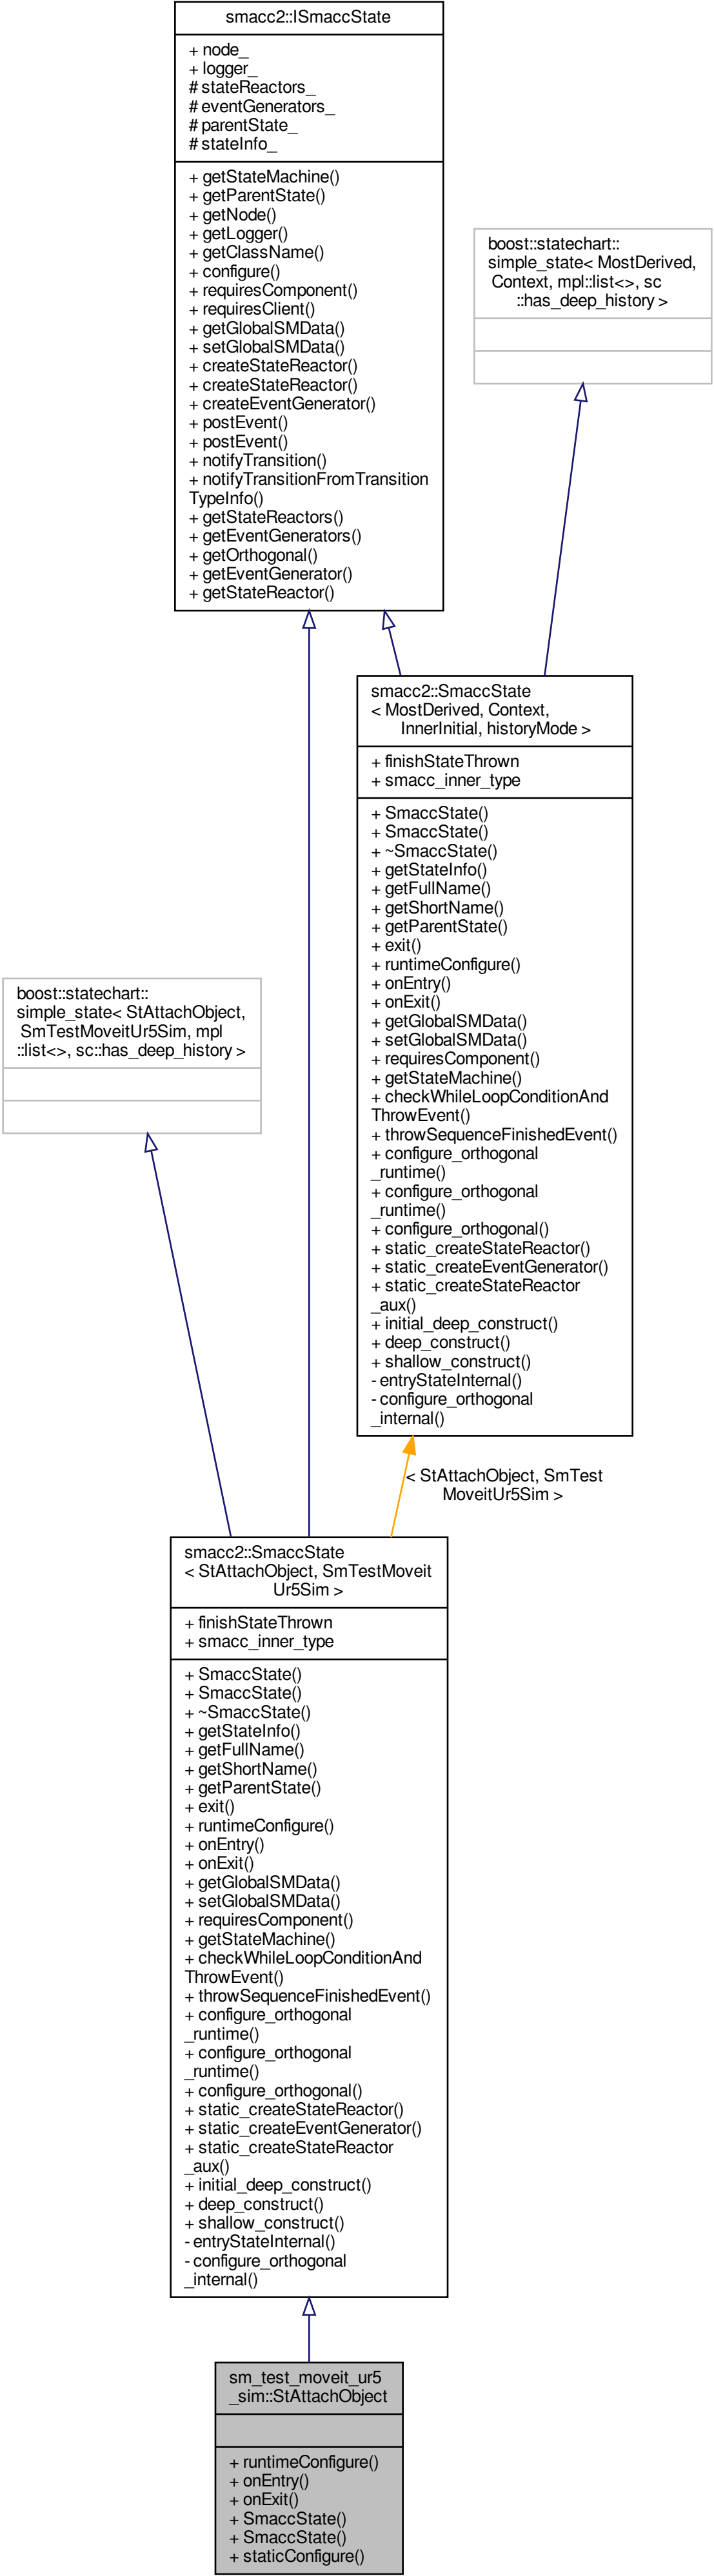 smacc2::ISmaccState
+ node_
+ logger_
# stateReactors_
# eventGenerators_
# parentState_
# stateInfo_
+ getStateMachine()
+ getParentState()
+ getNode()
+ getLogger()
+ getClassName()
+ configure()
+ requiresComponent()
+ requiresClient()
+ getGlobalSMData()
+ setGlobalSMData()
+ createStateReactor()
+ createStateReactor()
+ createEventGenerator()
+ postEvent()
+ postEvent()
+ notifyTransition()
+ notifyTransitionFromTransition
TypeInfo()
+ getStateReactors()
+ getEventGenerators()
+ getOrthogonal()
+ getEventGenerator()
+ getStateReactor()
boost::statechart::
simple_state< MostDerived,
Context, mpl::list<>, sc
::has_deep_history >
smacc2::SmaccState
< MostDerived, Context,
InnerInitial, historyMode >
+ finishStateThrown
+ smacc_inner_type
+ SmaccState()
+ SmaccState()
+ ~SmaccState()
+ getStateInfo()
+ getFullName()
+ getShortName()
+ getParentState()
+ exit()
+ runtimeConfigure()
+ onEntry()
+ onExit()
+ getGlobalSMData()
+ setGlobalSMData()
+ requiresComponent()
+ getStateMachine()
+ checkWhileLoopConditionAnd
ThrowEvent()
+ throwSequenceFinishedEvent()
+ configure_orthogonal
_runtime()
+ configure_orthogonal
_runtime()
+ configure_orthogonal()
+ static_createStateReactor()
+ static_createEventGenerator()
+ static_createStateReactor
_aux()
+ initial_deep_construct()
+ deep_construct()
+ shallow_construct()
- entryStateInternal()
- configure_orthogonal
_internal()
boost::statechart::
simple_state< StAttachObject,
SmTestMoveitUr5Sim, mpl
::list<>, sc::has_deep_history >
< StAttachObject, SmTest
MoveitUr5Sim >
smacc2::SmaccState
< StAttachObject, SmTestMoveit
Ur5Sim >
+ finishStateThrown
+ smacc_inner_type
+ SmaccState()
+ SmaccState()
+ ~SmaccState()
+ getStateInfo()
+ getFullName()
+ getShortName()
+ getParentState()
+ exit()
+ runtimeConfigure()
+ onEntry()
+ onExit()
+ getGlobalSMData()
+ setGlobalSMData()
+ requiresComponent()
+ getStateMachine()
+ checkWhileLoopConditionAnd
ThrowEvent()
+ throwSequenceFinishedEvent()
+ configure_orthogonal
_runtime()
+ configure_orthogonal
_runtime()
+ configure_orthogonal()
+ static_createStateReactor()
+ static_createEventGenerator()
+ static_createStateReactor
_aux()
+ initial_deep_construct()
+ deep_construct()
+ shallow_construct()
- entryStateInternal()
- configure_orthogonal
_internal()
sm_test_moveit_ur5
_sim::StAttachObject
+ runtimeConfigure()
+ onEntry()
+ onExit()
+ SmaccState()
+ SmaccState()
+ staticConfigure()